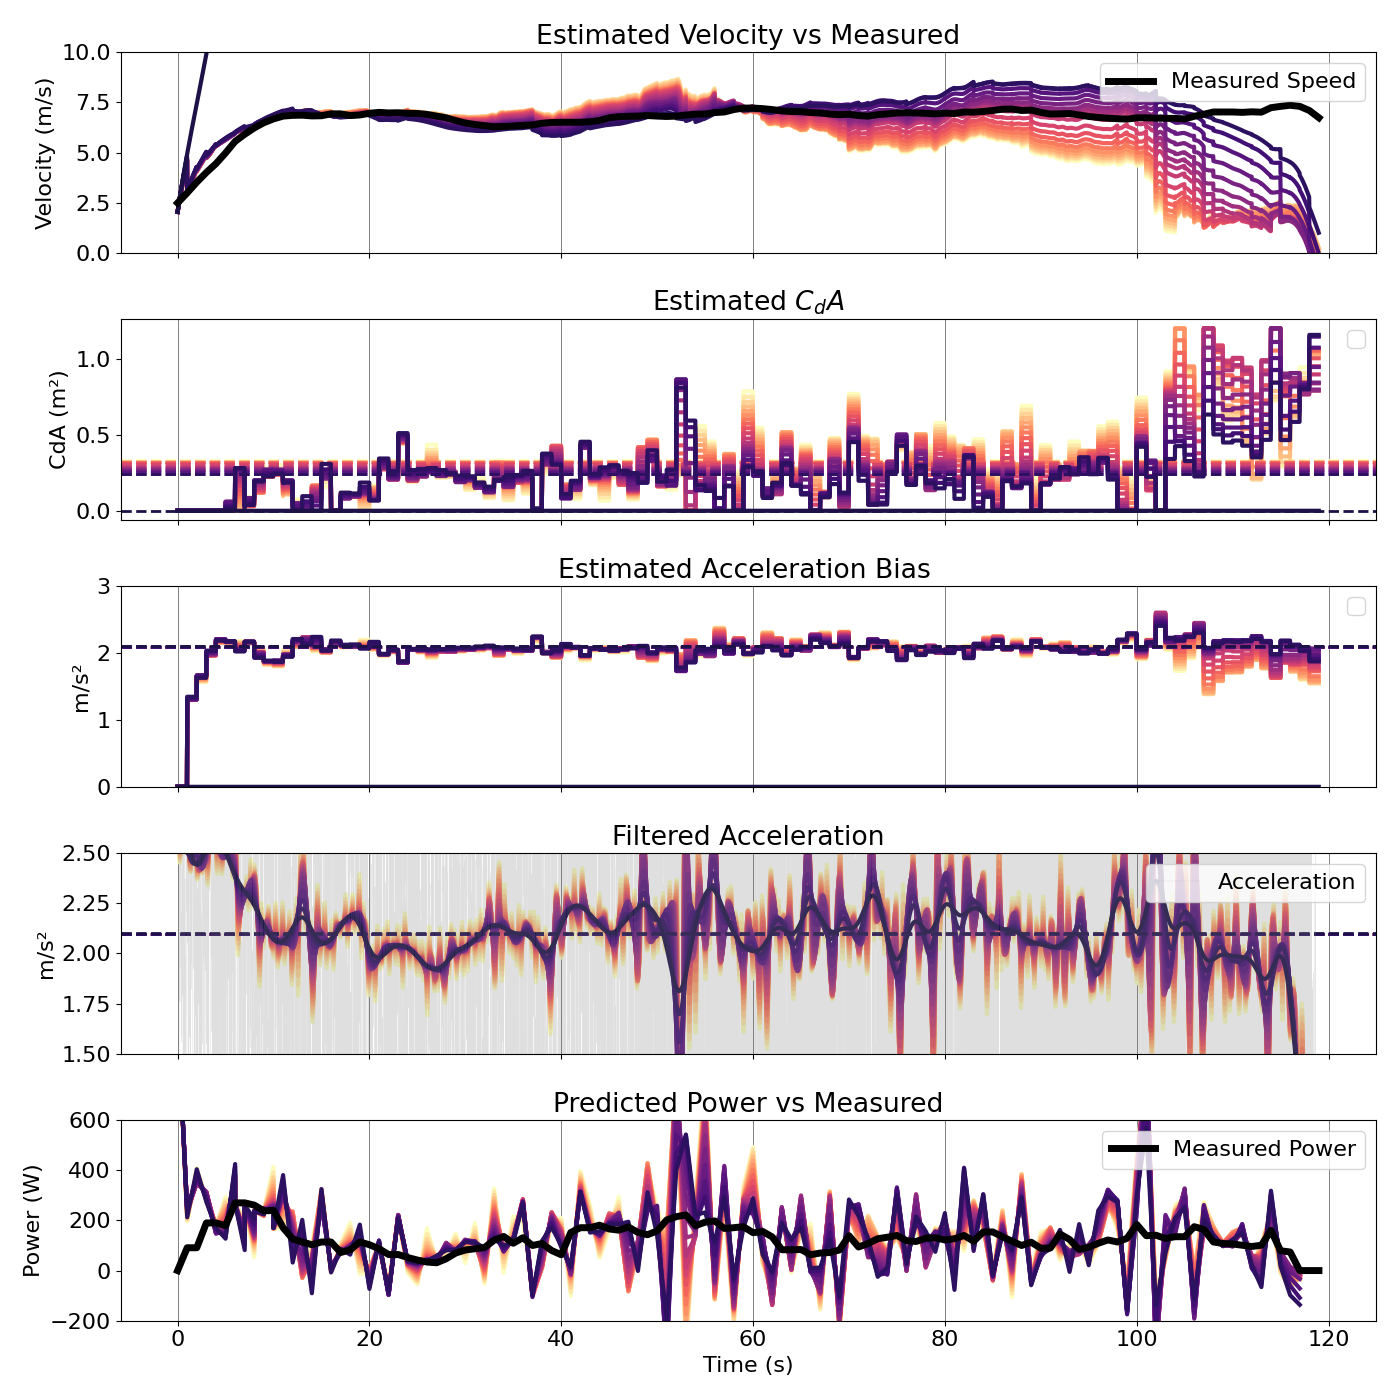 Estimated Velocity vs Measured
10.0
7.5
5.0
2.5
0.0
Velocity (m/s)
Measured Speed
Estimated $C_dA$
1.0
0.5
0.0
CdA (m²)
Estimated Acceleration Bias
3
2
1
0
m/s²
Filtered Acceleration
2.50
2.25
2.00
1.75
1.50
m/s²
Acceleration
Predicted Power vs Measured
600
400
200
0
−200
Power (W)
Measured Power
0 20 40 60 80 100 120
Time (s)